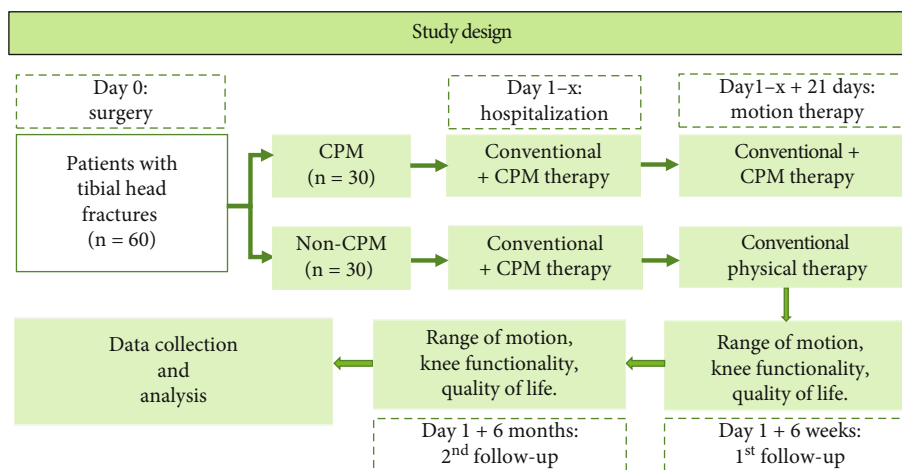 Study design
Day 0:
surgery
Day 1–x:
hospitalization
Day1–x + 21 days:
motion therapy
Patients with
tibial head
fractures
(n = 60)
CPM
(n = 30)
Conventional
+ CPM therapy
Conventional +
CPM therapy
Non-CPM
(n = 30)
Conventional
+ CPM therapy
Conventional
physical therapy
Data collection
and
analysis
Range of motion,
knee functionality,
quality of life.
Range of motion,
knee functionality,
quality of life.
Day 1 + 6 months:
2nd follow-up
Day 1 + 6 weeks:
1st follow-up